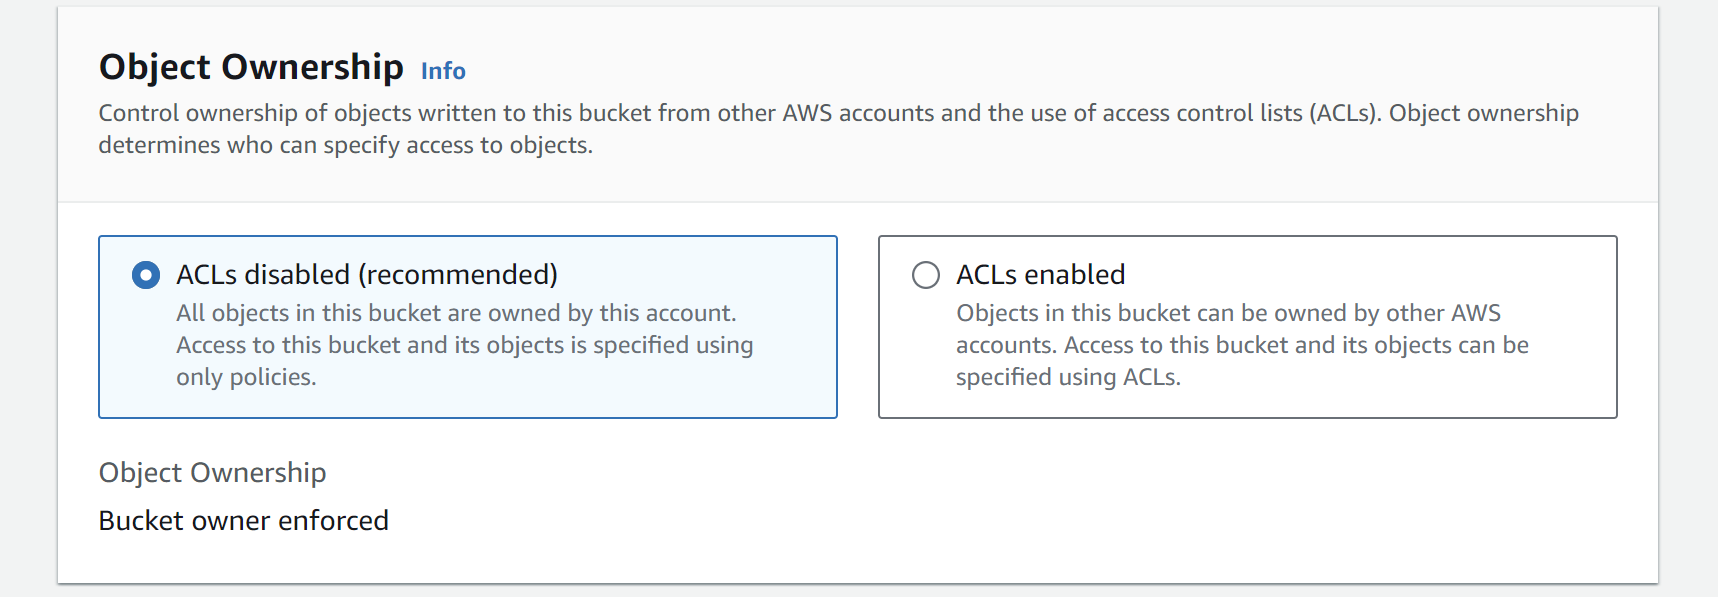 Object Ownership Info
Control ownership of objects written to this bucket from other AWS accounts and the use of access control lists (ACLs). Object ownership
determines who can specify access to objects.
ACLs disabled (recommended)
All objects in this bucket are owned by this account.
Access to this bucket and its objects is specified using
only policies.
ACLs enabled
Objects in this bucket can be owned by other AWS
accounts. Access to this bucket and its objects can be
specified using ACLs.
Object Ownership
Bucket owner enforced